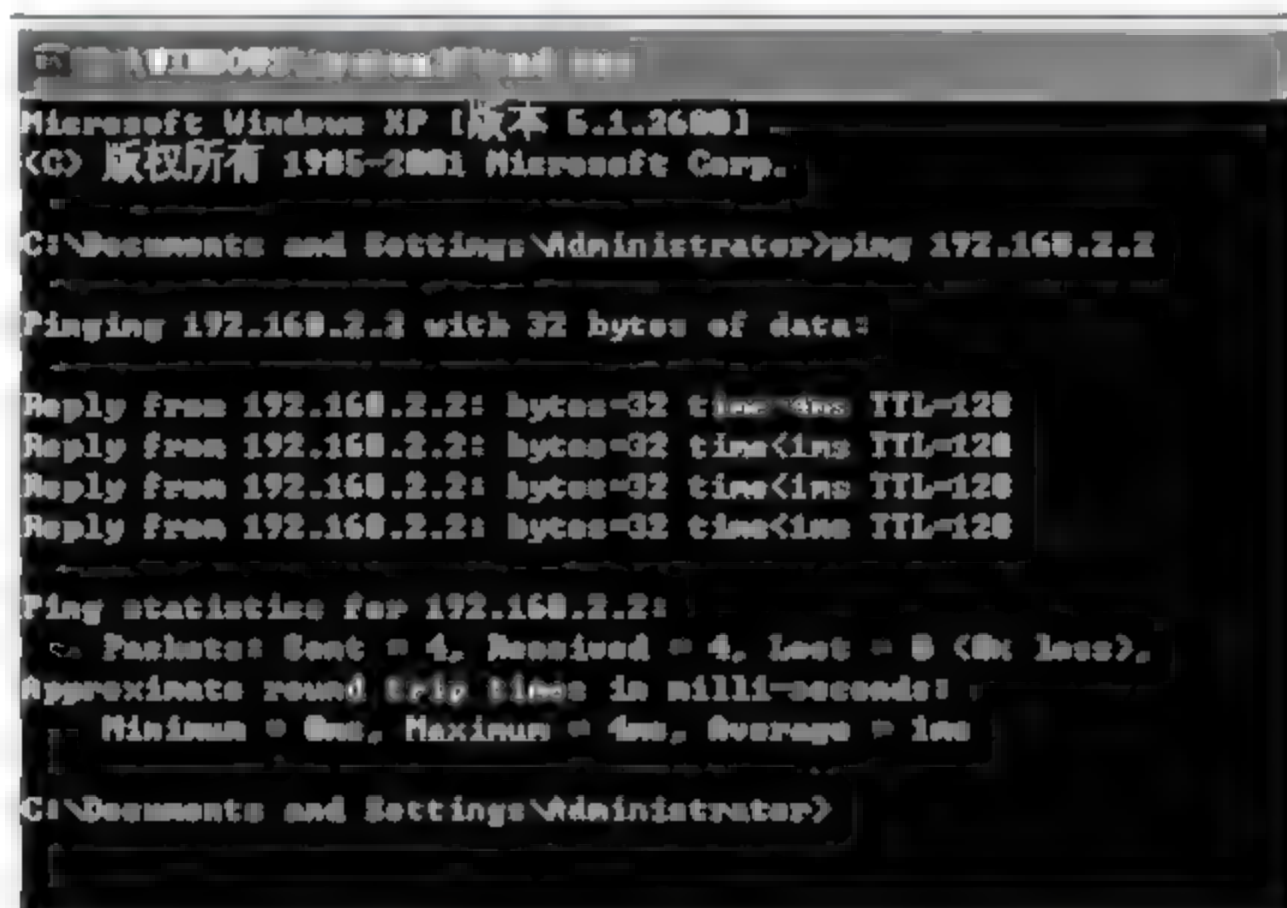 C:\WINDOWS\system32\cmd.exe
Microsoft Windows XP [版本 5.1.2600]
(C) 版权所有 1985-2001 Microsoft Corp.
C:\Documents and Settings\Administrator>ping 192.168.2.2
Pinging 192.168.2.2 with 32 bytes of data:
Reply from 192.168.2.2: bytes=32 time=4ms TTL=128
Reply from 192.168.2.2: bytes=32 time<1ms TTL=128
Reply from 192.168.2.2: bytes=32 time<1ms TTL=128
Reply from 192.168.2.2: bytes=32 time<1ms TTL=128
Ping statistics for 192.168.2.2:
Packets: Sent = 4, Received = 4, Lost = 0 (0% loss),
Approximate round trip times in milli-seconds:
Minimum = 0ms, Maximum = 4ms, Average = 1ms
C:\Documents and Settings\Administrator>